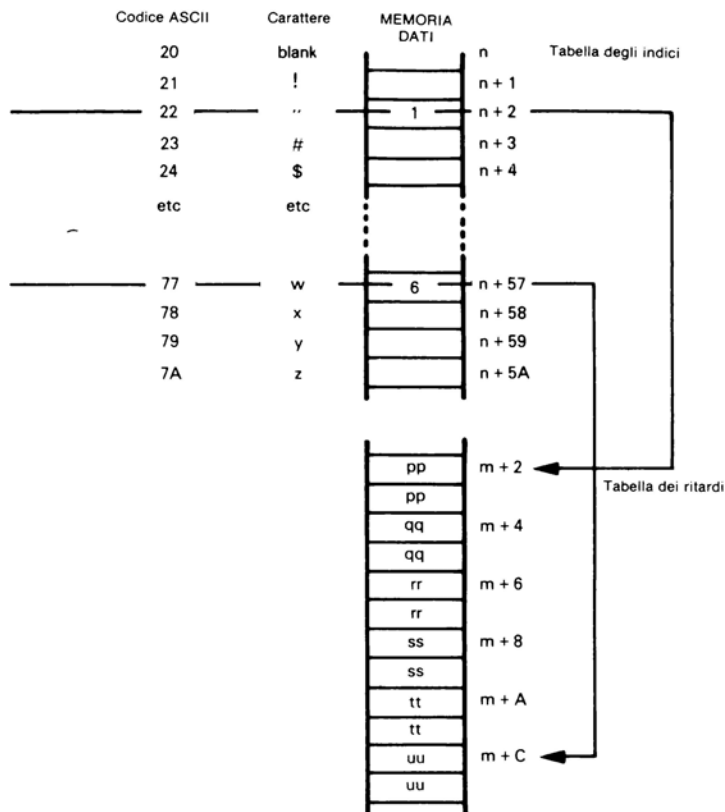 Codice ASCII Carattere MEMORIA DATI
20 blank n Tabella degli indici
21 ! n + 1
22 " 1 n + 2
23 # n + 3
24 $ n + 4
etc etc
77 w 6 n + 57
78 x n + 58
79 y n + 59
7A z n + 5A
pp m + 2
Tabella dei ritardi
pp
qq m + 4
qq
rr m + 6
rr
ss m + 8
ss
tt m + A
tt
uu m + C
uu